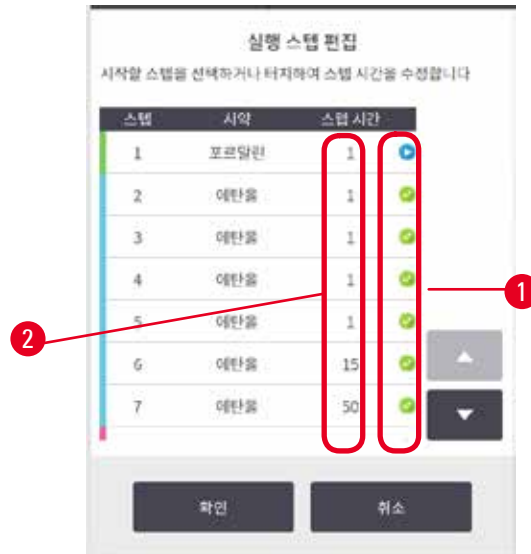 실행 스텝 편집
시작할 스텝을 선택하거나 터치하여 스텝 시간을 수정합니다
스텝 시약 스텝 시간
1 포르말린 1
2 에탄올 1
3 에탄올 1
4 에탄올 1
5 에탄올 1
6 에탄올 15
7 에탄올 50
1
2
확인 취소